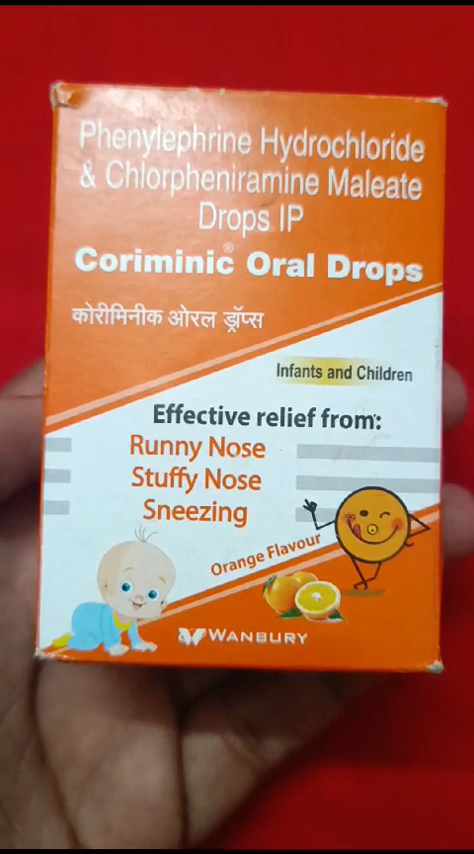 Phenylephrine Hydrochloride
& Chlorpheniramine Maleate
Drops IP
Coriminic® Oral Drops
कोरीमिनीक ओरल ड्रॉप्स
Infants and Children
Effective relief from:
Runny Nose
Stuffy Nose
Sneezing
Orange Flavour
WANBURY